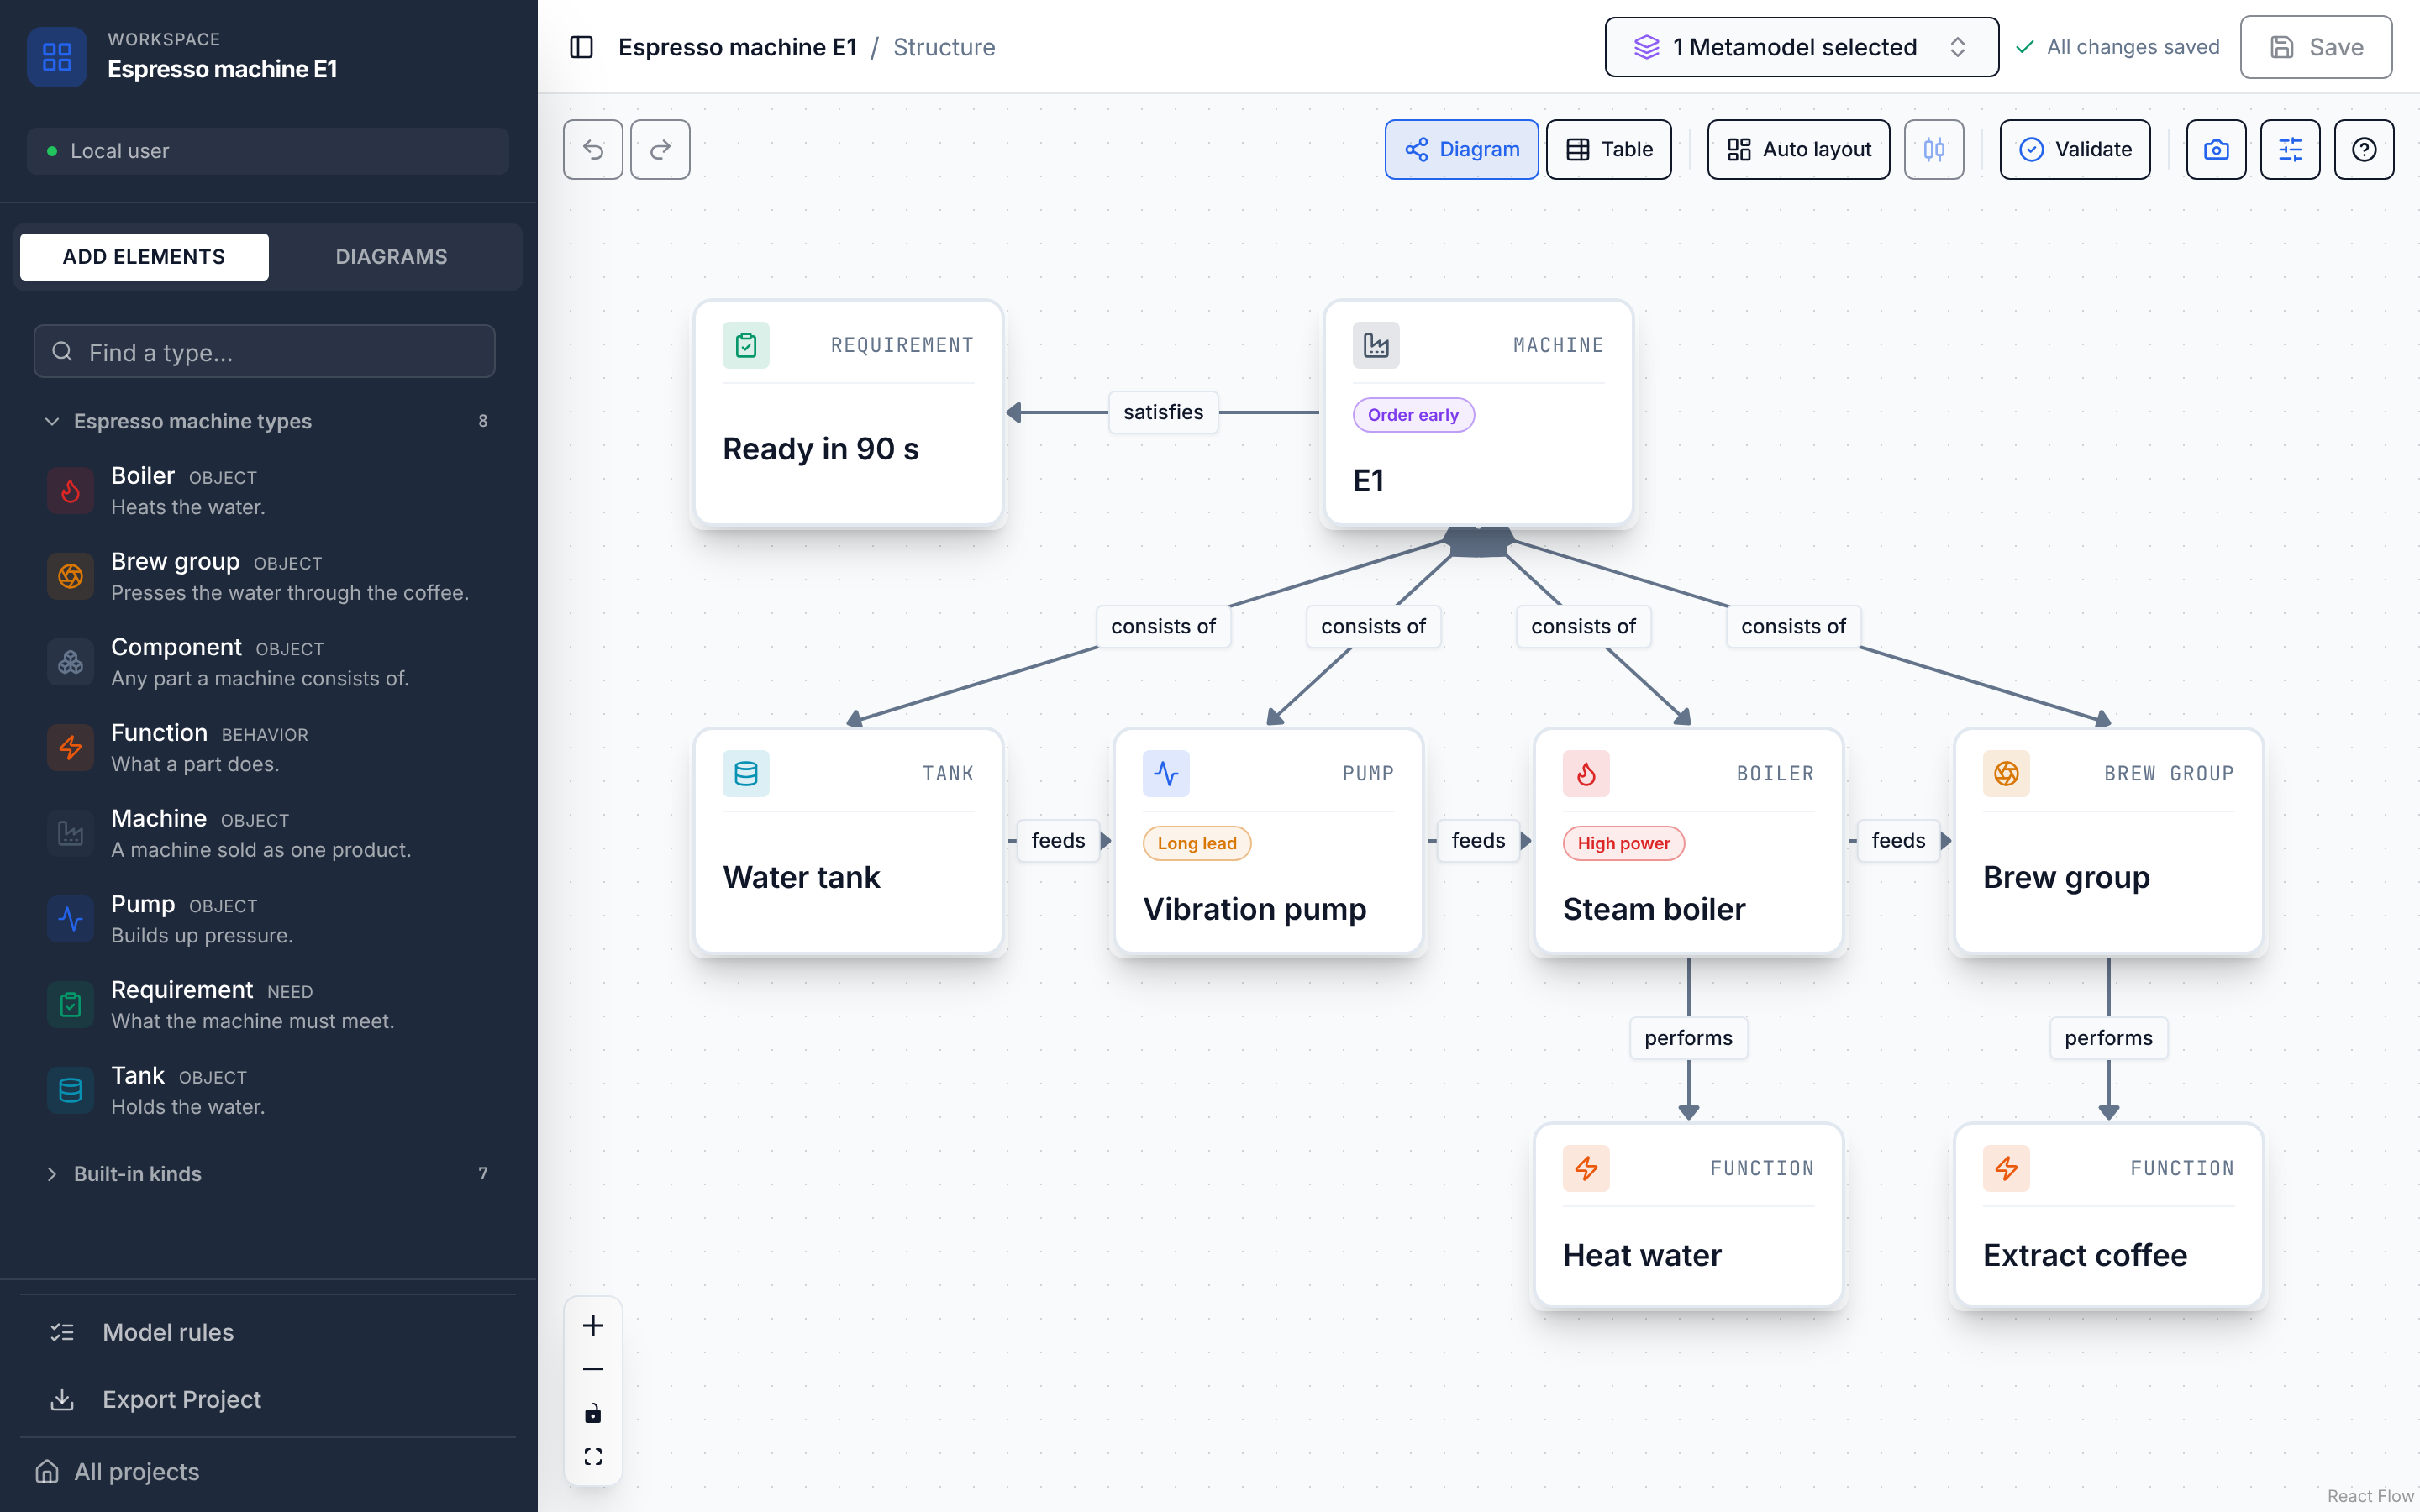 WORKSPACE
Espresso machine E1
Local user
ADD ELEMENTS
DIAGRAMS
Find a type...
Espresso machine types 8
Boiler OBJECT
Heats the water.
Brew group OBJECT
Presses the water through the coffee.
Component OBJECT
Any part a machine consists of.
Function BEHAVIOR
What a part does.
Machine OBJECT
A machine sold as one product.
Pump OBJECT
Builds up pressure.
Requirement NEED
What the machine must meet.
Tank OBJECT
Holds the water.
Built-in kinds 7
Model rules
Export Project
All projects
Espresso machine E1 / Structure
1 Metamodel selected
All changes saved
Save
Diagram
Table
Auto layout
Validate
REQUIREMENT
Ready in 90 s
satisfies
MACHINE
Order early
E1
consists of
consists of
consists of
consists of
TANK
Water tank
feeds
PUMP
Long lead
Vibration pump
feeds
BOILER
High power
Steam boiler
feeds
BREW GROUP
Brew group
performs
performs
FUNCTION
Heat water
FUNCTION
Extract coffee
React Flow